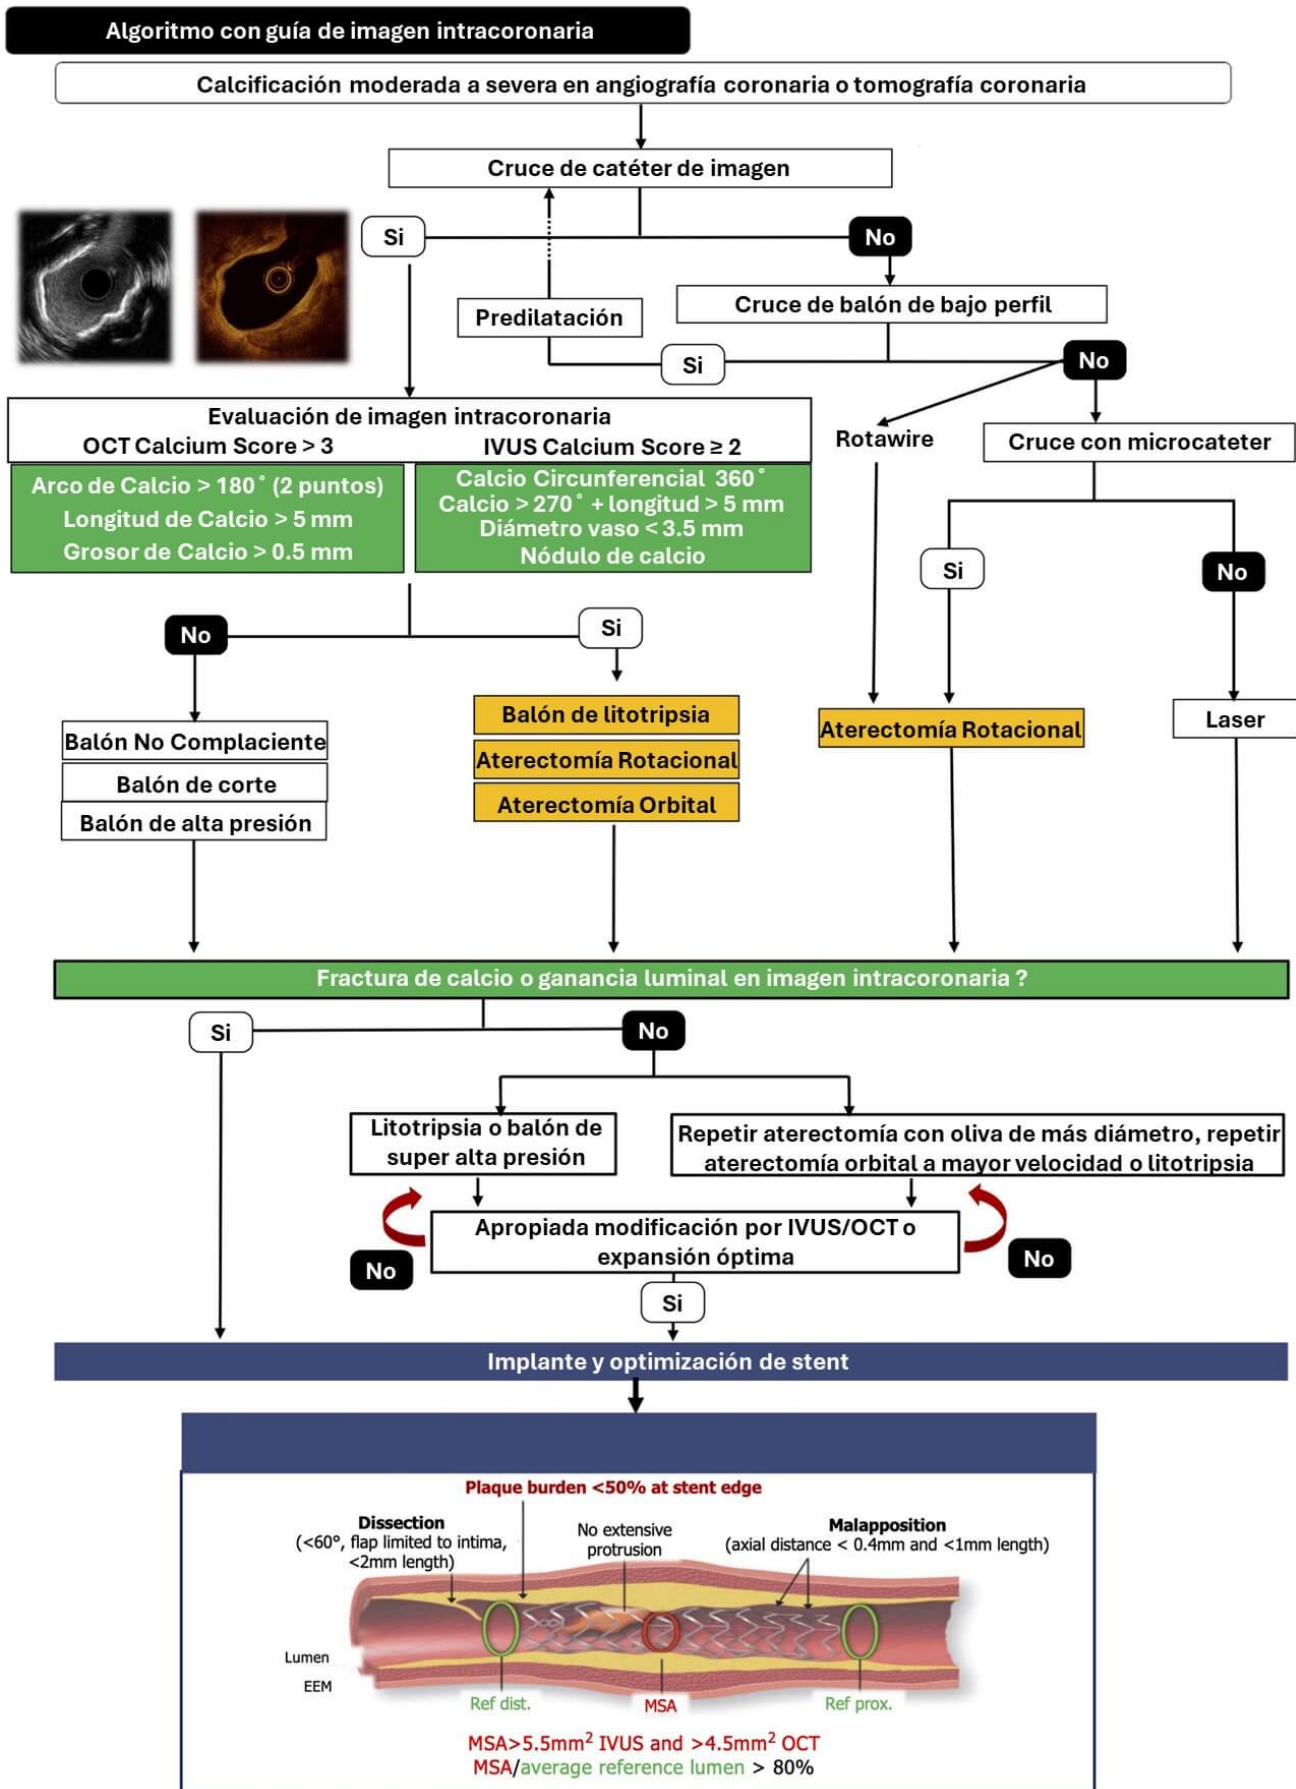 Algoritmo con guía de imagen intracoronaria
Calcificación moderada a severa en angiografía coronaria o tomografía coronaria
Cruce de catéter de imagen
Si
No
Predilatación
Cruce de balón de bajo perfil
Si
No
Evaluación de imagen intracoronaria
OCT Calcium Score > 3
IVUS Calcium Score ≥ 2
Arco de Calcio > 180° (2 puntos)
Longitud de Calcio > 5 mm
Grosor de Calcio > 0.5 mm
Calcio Circunferencial 360°
Calcio > 270° + longitud > 5 mm
Diámetro vaso < 3.5 mm
Nódulo de calcio
Rotawire
Cruce con microcateter
Si
No
No
Si
Balón No Complaciente
Balón de corte
Balón de alta presión
Balón de litotripsia
Aterectomía Rotacional
Aterectomía Orbital
Aterectomía Rotacional
Laser
Fractura de calcio o ganancia luminal en imagen intracoronaria ?
Si
No
Litotripsia o balón de
super alta presión
Repetir aterectomía con oliva de más diámetro, repetir
aterectomía orbital a mayor velocidad o litotripsia
Apropiada modificación por IVUS/OCT o
expansión óptima
No
No
Si
Implante y optimización de stent
Plaque burden <50% at stent edge
Dissection
(<60°, flap limited to intima,
<2mm length)
No extensive
protrusion
Malapposition
(axial distance < 0.4mm and <1mm length)
Lumen
EEM
Ref dist.
MSA
Ref prox.
MSA>5.5mm² IVUS and >4.5mm² OCT
MSA/average reference lumen > 80%